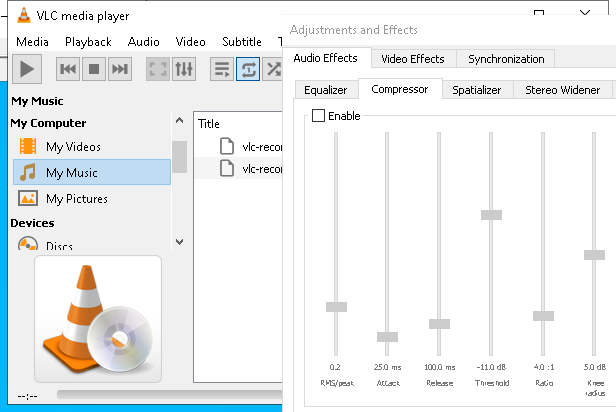 VLC media player
Media Playback Audio Video Subtitle T
My Music
My Computer
My Videos
My Music
My Pictures
Devices
Discs
Title
vlc-recor
vlc-recor
--:--
Adjustments and Effects
Audio Effects Video Effects Synchronization
Equalizer Compressor Spatializer Stereo Widener
Enable
0.2 25.0 ms 100.0 ms -11.0 dB 4.0 :1 5.0 dB
RMS/peak Attack Release Threshold Ratio Knee
radius